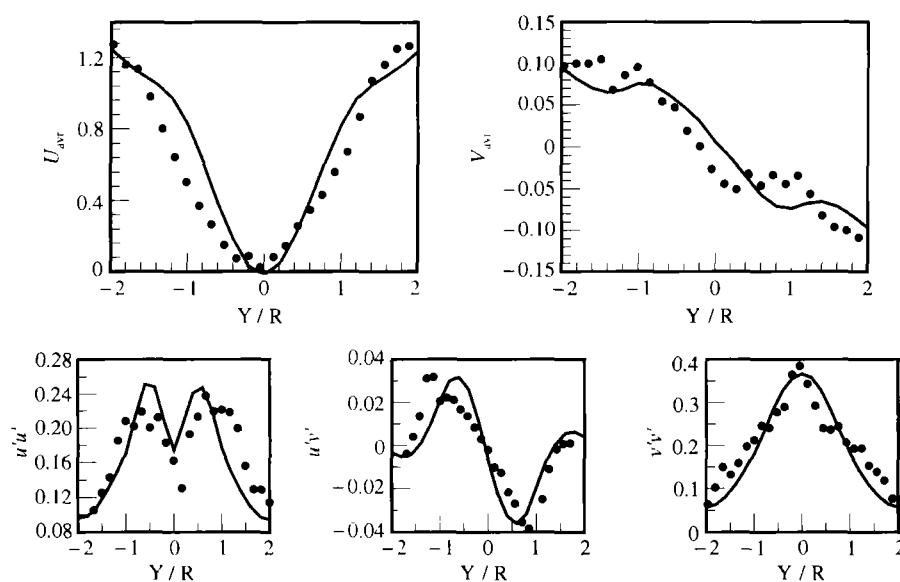 1.2
0.8
0.4
0
U_avr
−2 −1 0 1 2
Y / R
0.15
0.10
0.05
0
−0.05
−0.10
−0.15
V_avr
−2 −1 0 1 2
Y / R
0.28
0.24
0.20
0.16
0.12
0.08
u'u'
−2 −1 0 1 2
Y / R
0.04
0.02
0
−0.02
−0.04
u'v'
−2 −1 0 1 2
Y / R
0.4
0.3
0.2
0.1
0
v'v'
−2 −1 0 1 2
Y / R